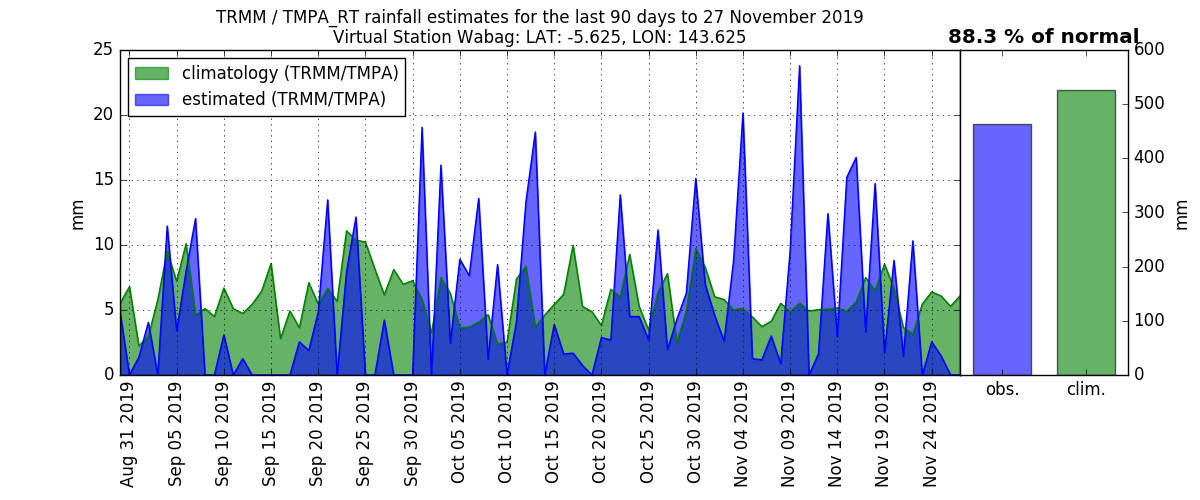 TRMM / TMPA_RT rainfall estimates for the last 90 days to 27 November 2019
Virtual Station Wabag: LAT: -5.625, LON: 143.625
88.3 % of normal
climatology (TRMM/TMPA)
estimated (TRMM/TMPA)
25
20
15
10
5
0
mm
600
500
400
300
200
100
0
mm
Aug 31 2019
Sep 05 2019
Sep 10 2019
Sep 15 2019
Sep 20 2019
Sep 25 2019
Sep 30 2019
Oct 05 2019
Oct 10 2019
Oct 15 2019
Oct 20 2019
Oct 25 2019
Oct 30 2019
Nov 04 2019
Nov 09 2019
Nov 14 2019
Nov 19 2019
Nov 24 2019
obs.
clim.